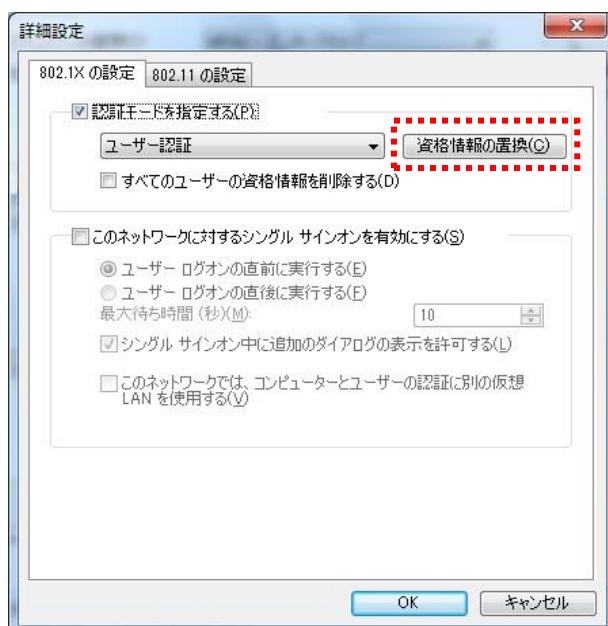 詳細設定
802.1X の設定 802.11 の設定
認証モードを指定する(P)
ユーザー認証 資格情報の置換(C)
すべてのユーザーの資格情報を削除する(D)
このネットワークに対するシングル サインオンを有効にする(S)
ユーザー ログオンの直前に実行する(E)
ユーザー ログオンの直後に実行する(F)
最大待ち時間 (秒)(M): 10
シングル サインオン中に追加のダイアログの表示を許可する(L)
このネットワークでは、コンピューターとユーザーの認証に別の仮想
LAN を使用する(V)
OK キャンセル